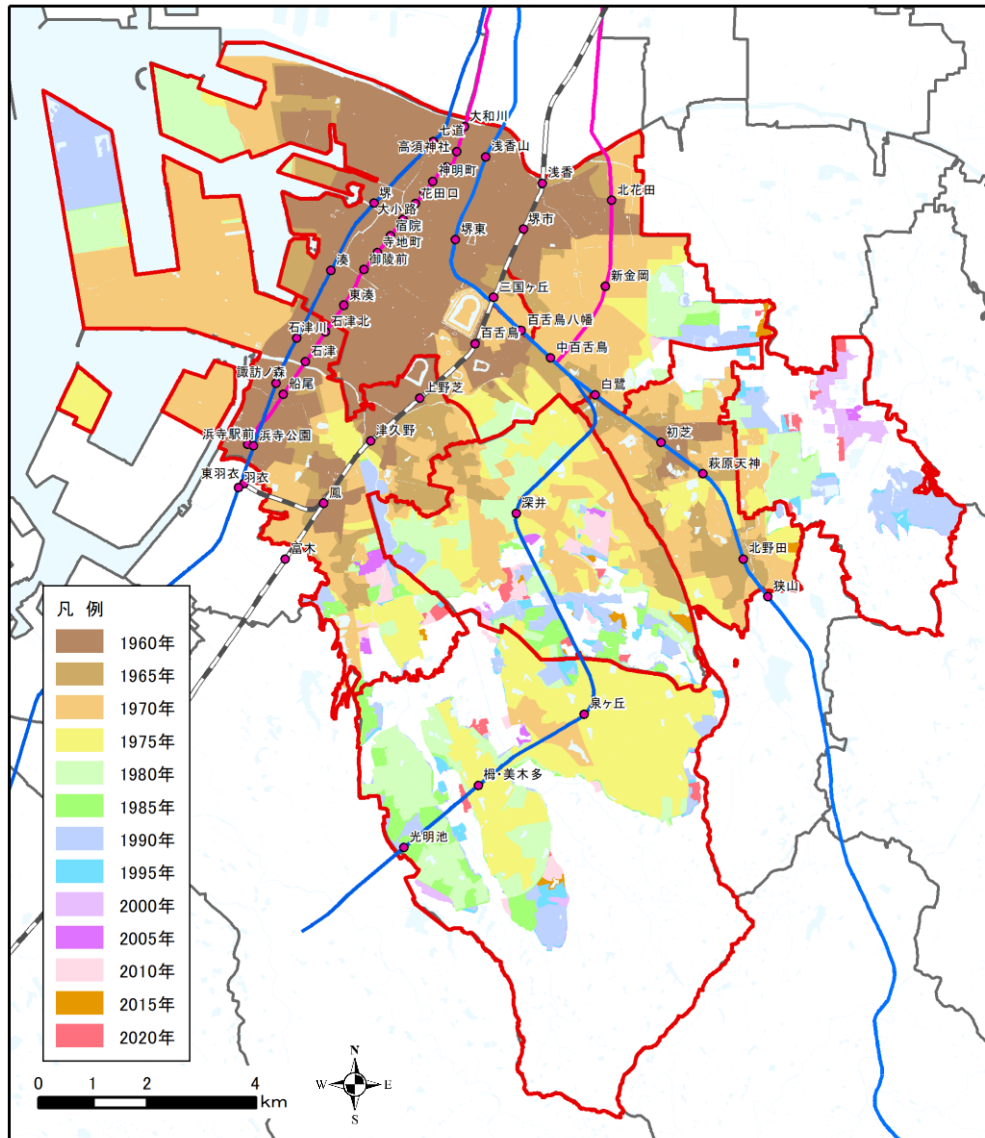 大和川
七道
高須神社
浅香山
神明町
浅香
堺
花田口
北花田
大小路
宿院
堺市
寺地町
堺東
御陵前
湊
新金岡
三国ヶ丘
東湊
石津北
百舌鳥八幡
石津川
百舌鳥
中百舌鳥
石津
諏訪ノ森
船尾
上野芝
白鷺
津久野
初芝
浜寺駅前
浜寺公園
萩原天神
東羽衣
羽衣
鳳
深井
富木
北野田
狭山
泉ヶ丘
栂・美木多
光明池
凡 例
1960年
1965年
1970年
1975年
1980年
1985年
1990年
1995年
2000年
2005年
2010年
2015年
2020年
N
W E
S
0 1 2 4
km